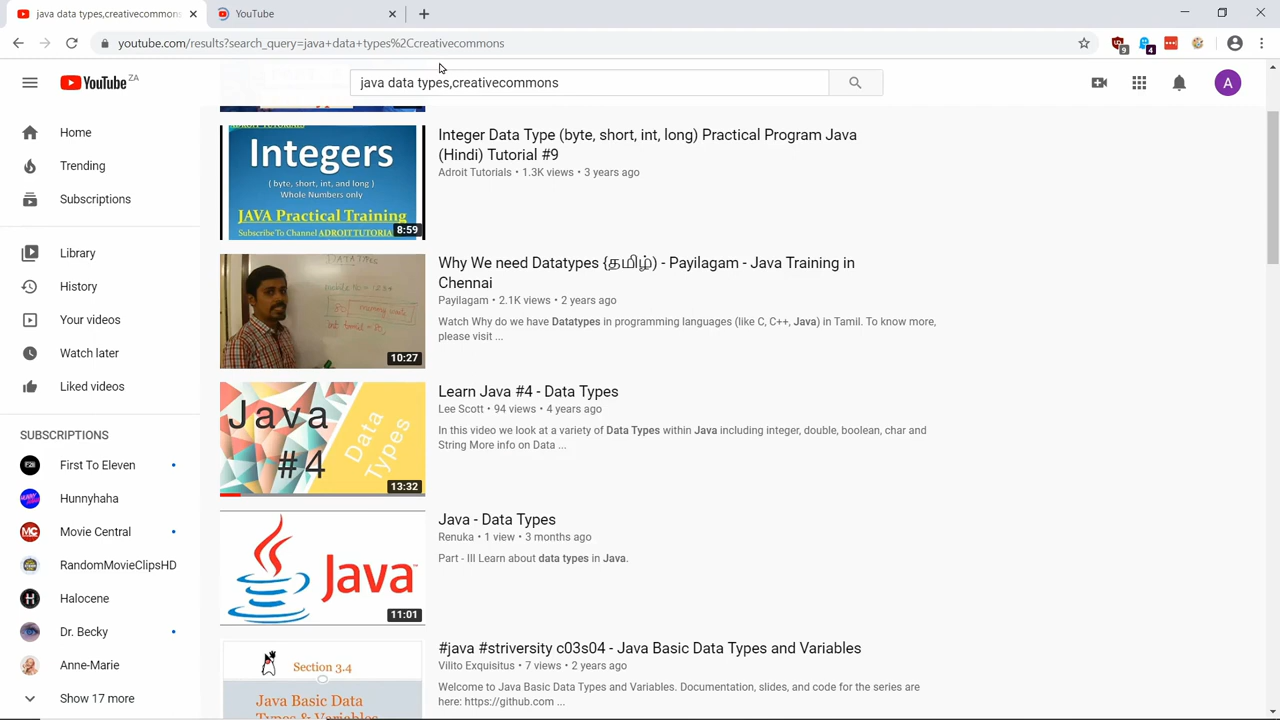 java data types,creativecommons
YouTube
youtube.com/results?search_query=java+data+types%2Ccreativecommons
9
4
YouTube ZA
java data types,creativecommons
A
Home
Trending
Subscriptions
Library
History
Your videos
Watch later
Liked videos
SUBSCRIPTIONS
First To Eleven
Hunnyhaha
Movie Central
RandomMovieClipsHD
Halocene
Dr. Becky
Anne-Marie
Show 17 more
ADROIT TUTORIALS
Integers
( byte, short, int, and long )
Whole Numbers only
JAVA Practical Training
Subscribe To Channel ADROIT TUTORIA
8:59
Integer Data Type (byte, short, int, long) Practical Program Java
(Hindi) Tutorial #9
Adroit Tutorials • 1.3K views • 3 years ago
10:27
Why We need Datatypes {தமிழ்) - Payilagam - Java Training in
Chennai
Payilagam • 2.1K views • 2 years ago
Watch Why do we have Datatypes in programming languages (like C, C++, Java) in Tamil. To know more,
please visit ...
Java
#4
Data
Types
13:32
Learn Java #4 - Data Types
Lee Scott • 94 views • 4 years ago
In this video we look at a variety of Data Types within Java including integer, double, boolean, char and
String More info on Data ...
Java
11:01
Java - Data Types
Renuka • 1 view • 3 months ago
Part - III Learn about data types in Java.
Section 3.4
Java Basic Data
Types & Variables
#java #striversity c03s04 - Java Basic Data Types and Variables
Vilito Exquisitus • 7 views • 2 years ago
Welcome to Java Basic Data Types and Variables. Documentation, slides, and code for the series are
here: https://github.com ...